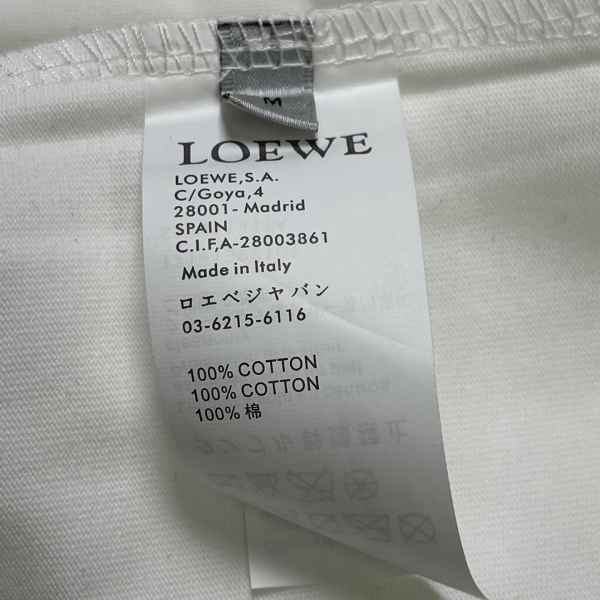 M
LOEWE
LOEWE,S.A.
C/Goya,4
28001- Madrid
SPAIN
C.I.F,A-28003861
Made in Italy
ロエベジャバン
03-6215-6116
100% COTTON
100% COTTON
100% 棉